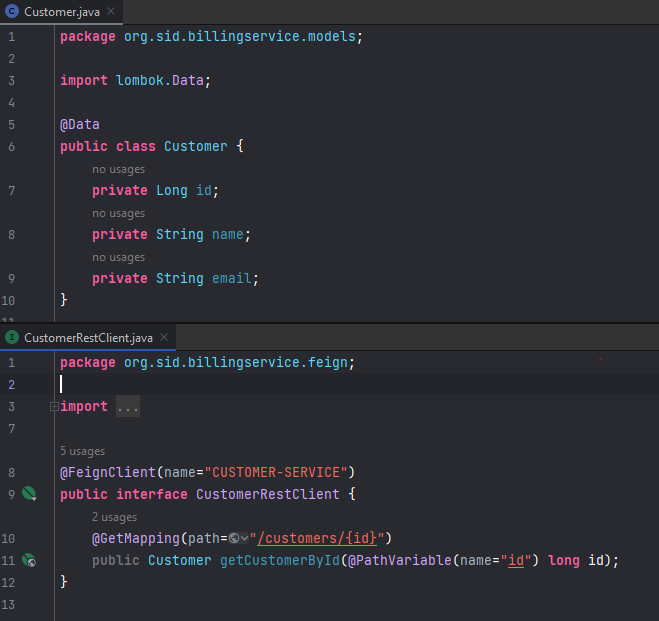 C Customer.java ×
1 package org.sid.billingservice.models;
2
3 import lombok.Data;
4
5 @Data
6 public class Customer {
no usages
7 private Long id;
no usages
8 private String name;
no usages
9 private String email;
10 }
11
I CustomerRestClient.java ×
1 package org.sid.billingservice.feign;
2
3 import ...
7
5 usages
8 @FeignClient(name="CUSTOMER-SERVICE")
9 public interface CustomerRestClient {
2 usages
10 @GetMapping(path="/customers/{id}")
11 public Customer getCustomerById(@PathVariable(name="id") long id);
12 }
13